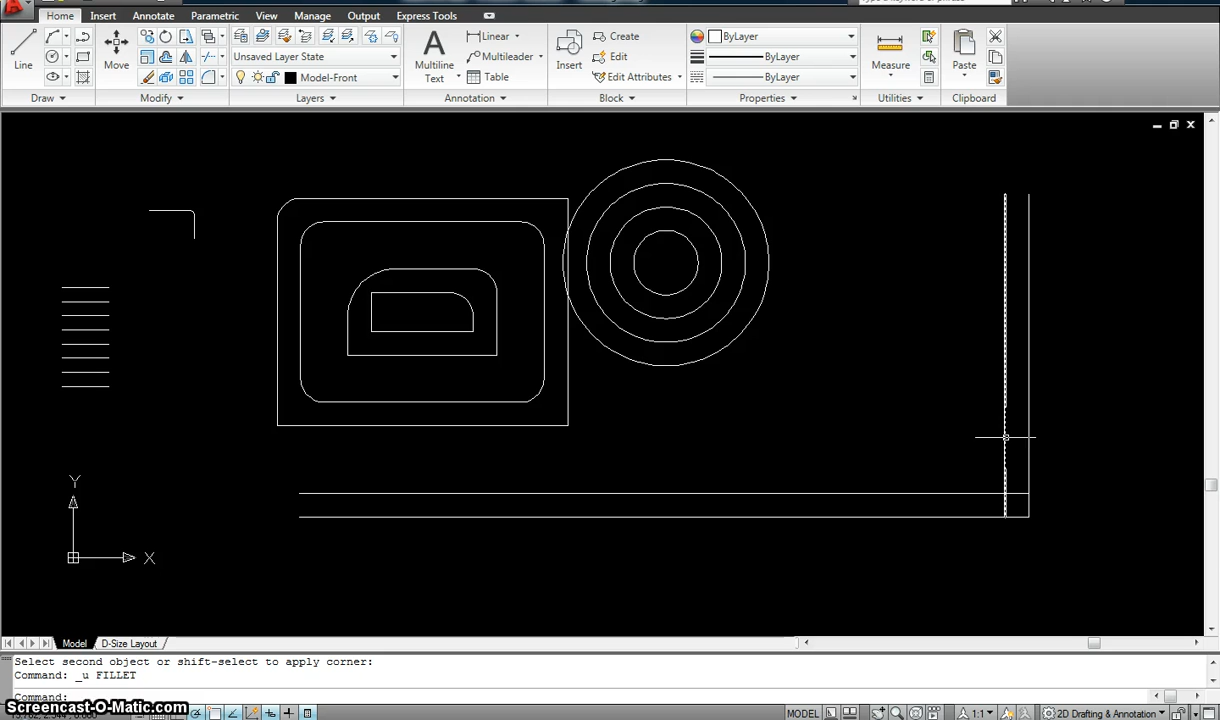 Home Insert Annotate Parametric View Manage Output Express Tools
Line
Move
Unsaved Layer State
Model-Front
Multiline
Text
Linear
Multileader
Table
Insert
Create
Edit
Edit Attributes
ByLayer
ByLayer
ByLayer
Measure
Paste
Draw Modify Layers Annotation Block Properties Utilities Clipboard
Y
X
Model D-Size Layout
Select second object or shift-select to apply corner:
Command: _u FILLET
Command:
Screencast-O-Matic.com
MODEL 1:1 2D Drafting & Annotation